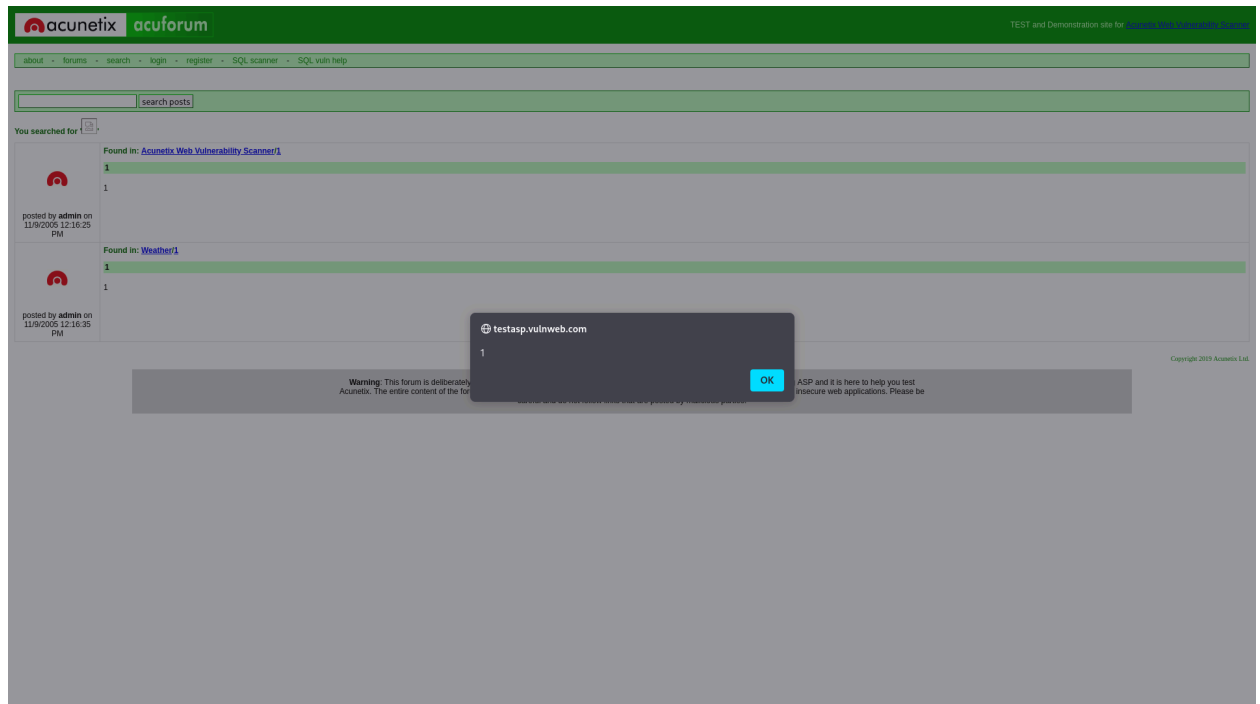 acunetix acuforum
TEST and Demonstration site for Acunetix Web Vulnerability Scanner
about - forums - search - login - register - SQL scanner - SQL vuln help
search posts
You searched for ''
Found in: Acunetix Web Vulnerability Scanner/1
1
1
posted by admin on
11/9/2005 12:16:25
PM
Found in: Weather/1
1
1
posted by admin on
11/9/2005 12:16:35
PM
testasp.vulnweb.com
1
OK
Copyright 2019 Acunetix Ltd.
Warning: This forum is deliberately ASP and it is here to help you test
Acunetix. The entire content of the for insecure web applications. Please be